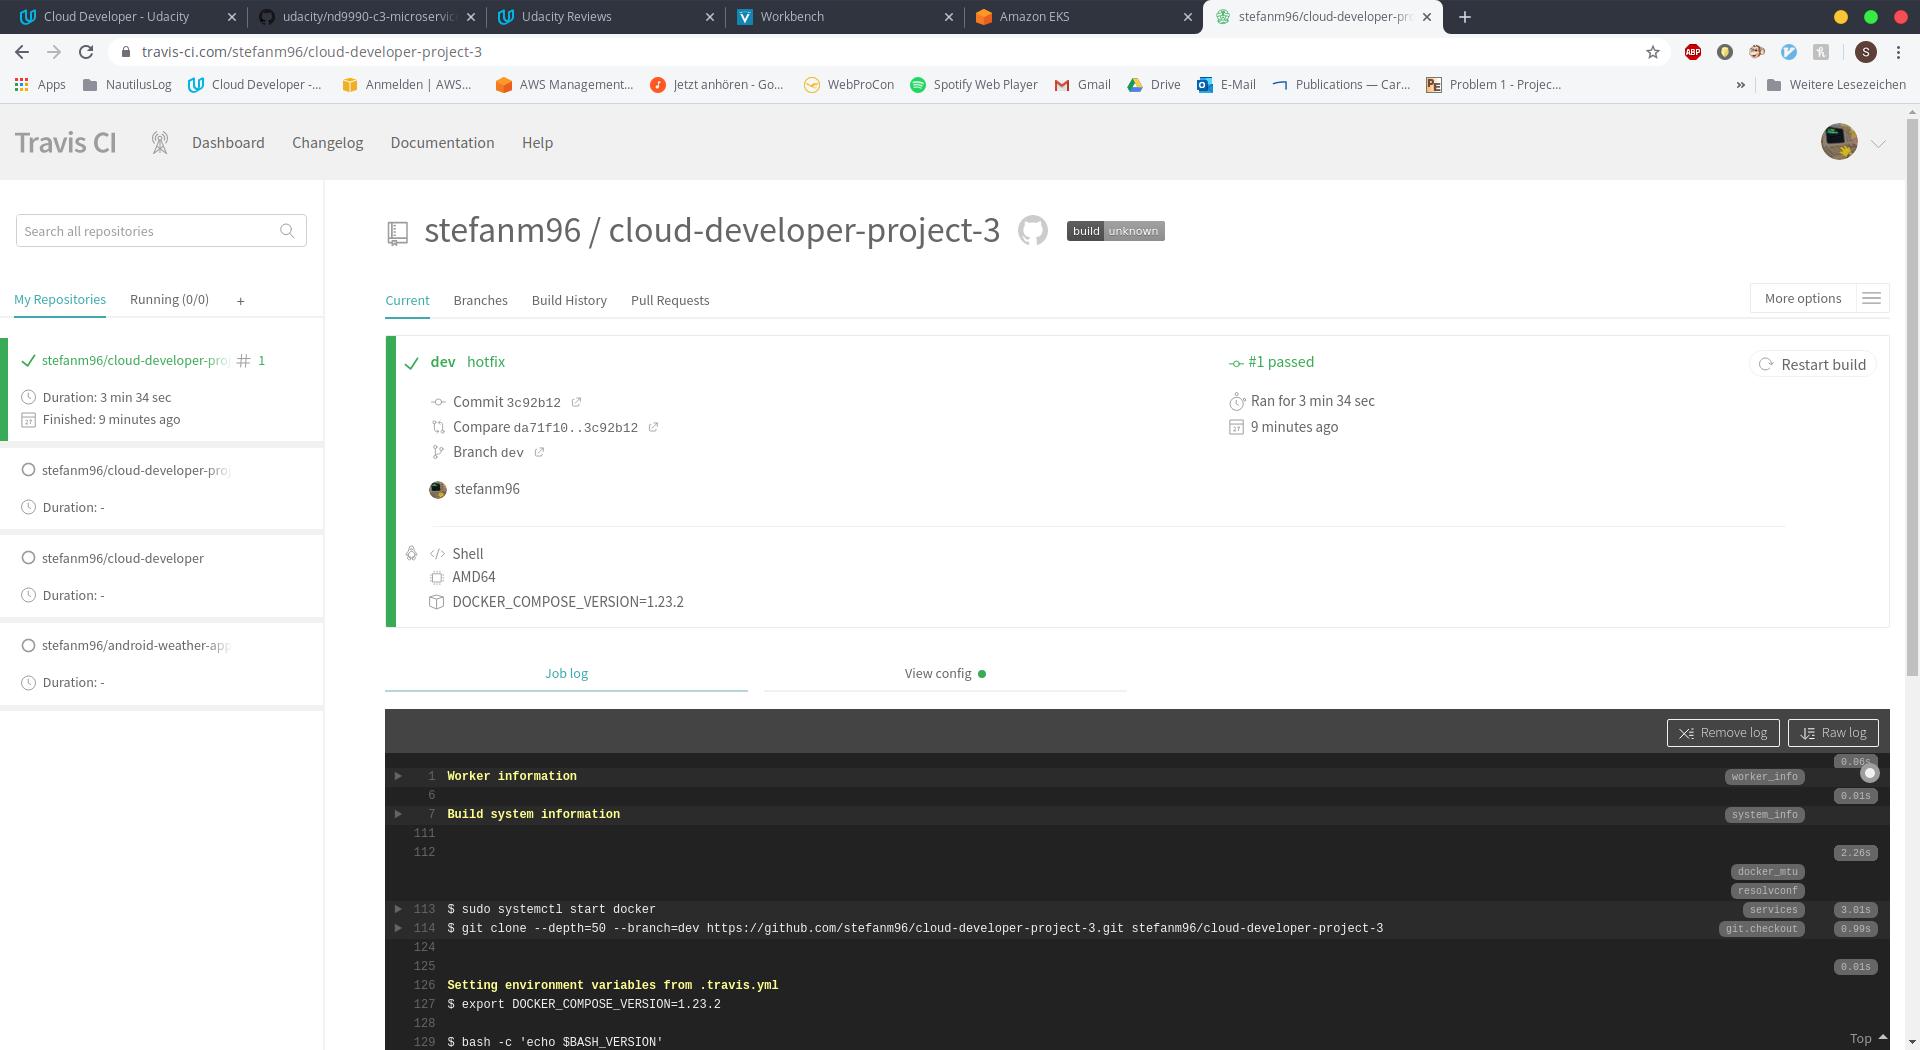 Cloud Developer - Udacity
udacity/nd9990-c3-microservic
Udacity Reviews
Workbench
Amazon EKS
stefanm96/cloud-developer-pro
travis-ci.com/stefanm96/cloud-developer-project-3
ABP
S
Apps
NautilusLog
Cloud Developer -...
Anmelden | AWS...
AWS Management...
Jetzt anhören - Go...
WebProCon
Spotify Web Player
Gmail
Drive
E-Mail
Publications — Car...
Problem 1 - Projec...
»
Weitere Lesezeichen
Travis CI
Dashboard
Changelog
Documentation
Help
Search all repositories
My Repositories
Running (0/0)
+
stefanm96/cloud-developer-pro # 1
Duration: 3 min 34 sec
Finished: 9 minutes ago
stefanm96/cloud-developer-proj
Duration: -
stefanm96/cloud-developer
Duration: -
stefanm96/android-weather-app
Duration: -
stefanm96 / cloud-developer-project-3
build unknown
Current
Branches
Build History
Pull Requests
More options
dev hotfix
#1 passed
Restart build
Commit 3c92b12
Ran for 3 min 34 sec
Compare da71f10..3c92b12
9 minutes ago
Branch dev
stefanm96
</> Shell
AMD64
DOCKER_COMPOSE_VERSION=1.23.2
Job log
View config
Remove log
Raw log
0.06s
1 Worker information worker_info
6 0.01s
7 Build system information system_info
111
112 2.26s
docker_mtu
resolvconf
113 $ sudo systemctl start docker services 3.01s
114 $ git clone --depth=50 --branch=dev https://github.com/stefanm96/cloud-developer-project-3.git stefanm96/cloud-developer-project-3 git.checkout 0.99s
124
125 0.01s
126 Setting environment variables from .travis.yml
127 $ export DOCKER_COMPOSE_VERSION=1.23.2
128
129 $ bash -c 'echo $BASH_VERSION'
Top